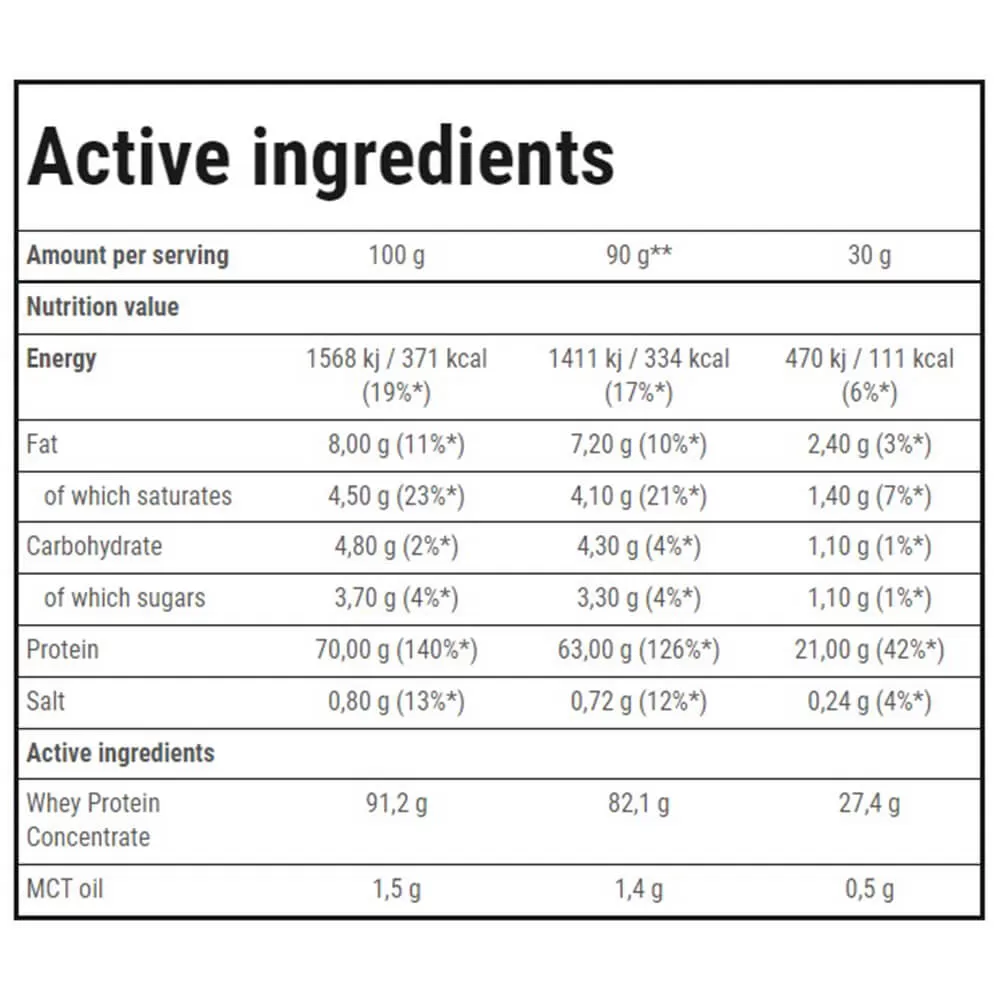 Active ingredients
Amount per serving 100 g 90 g** 30 g
Nutrition value
Energy 1568 kj / 371 kcal 1411 kj / 334 kcal 470 kj / 111 kcal
(19%*) (17%*) (6%*)
Fat 8,00 g (11%*) 7,20 g (10%*) 2,40 g (3%*)
of which saturates 4,50 g (23%*) 4,10 g (21%*) 1,40 g (7%*)
Carbohydrate 4,80 g (2%*) 4,30 g (4%*) 1,10 g (1%*)
of which sugars 3,70 g (4%*) 3,30 g (4%*) 1,10 g (1%*)
Protein 70,00 g (140%*) 63,00 g (126%*) 21,00 g (42%*)
Salt 0,80 g (13%*) 0,72 g (12%*) 0,24 g (4%*)
Active ingredients
Whey Protein 91,2 g 82,1 g 27,4 g
Concentrate
MCT oil 1,5 g 1,4 g 0,5 g